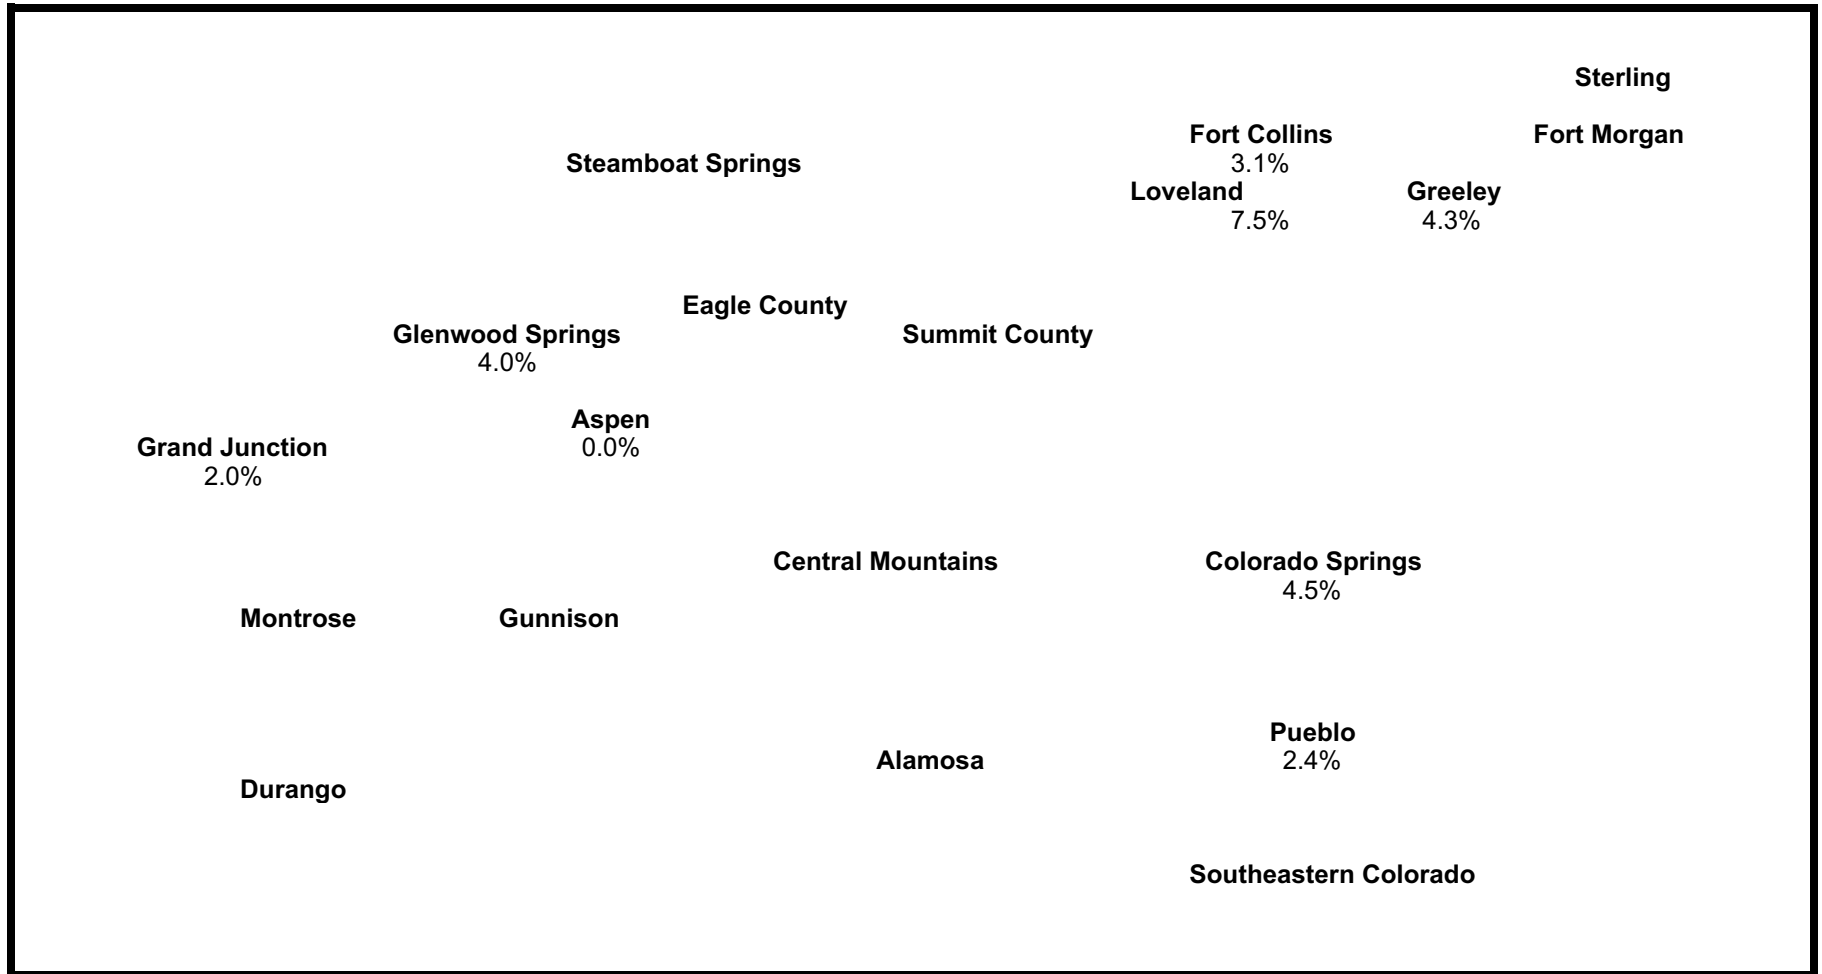 Sterling
Fort Collins
Fort Morgan
Steamboat Springs
3.1%
Loveland
Greeley
7.5%
4.3%
Eagle County
Glenwood Springs
Summit County
4.0%
Aspen
Grand Junction
0.0%
2.0%
Central Mountains
Colorado Springs
4.5%
Montrose
Gunnison
Pueblo
Alamosa
2.4%
Durango
Southeastern Colorado